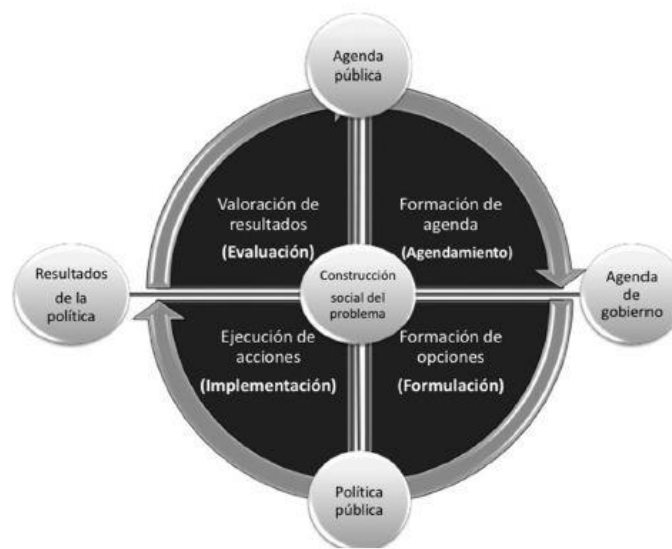 Agenda
pública
Valoración de
resultados
(Evaluación)
Formación de
agenda
(Agendamiento)
Resultados
de la
política
Construcción
social del
problema
Agenda
de
gobierno
Ejecución de
acciones
(Implementación)
Formación de
opciones
(Formulación)
Política
pública